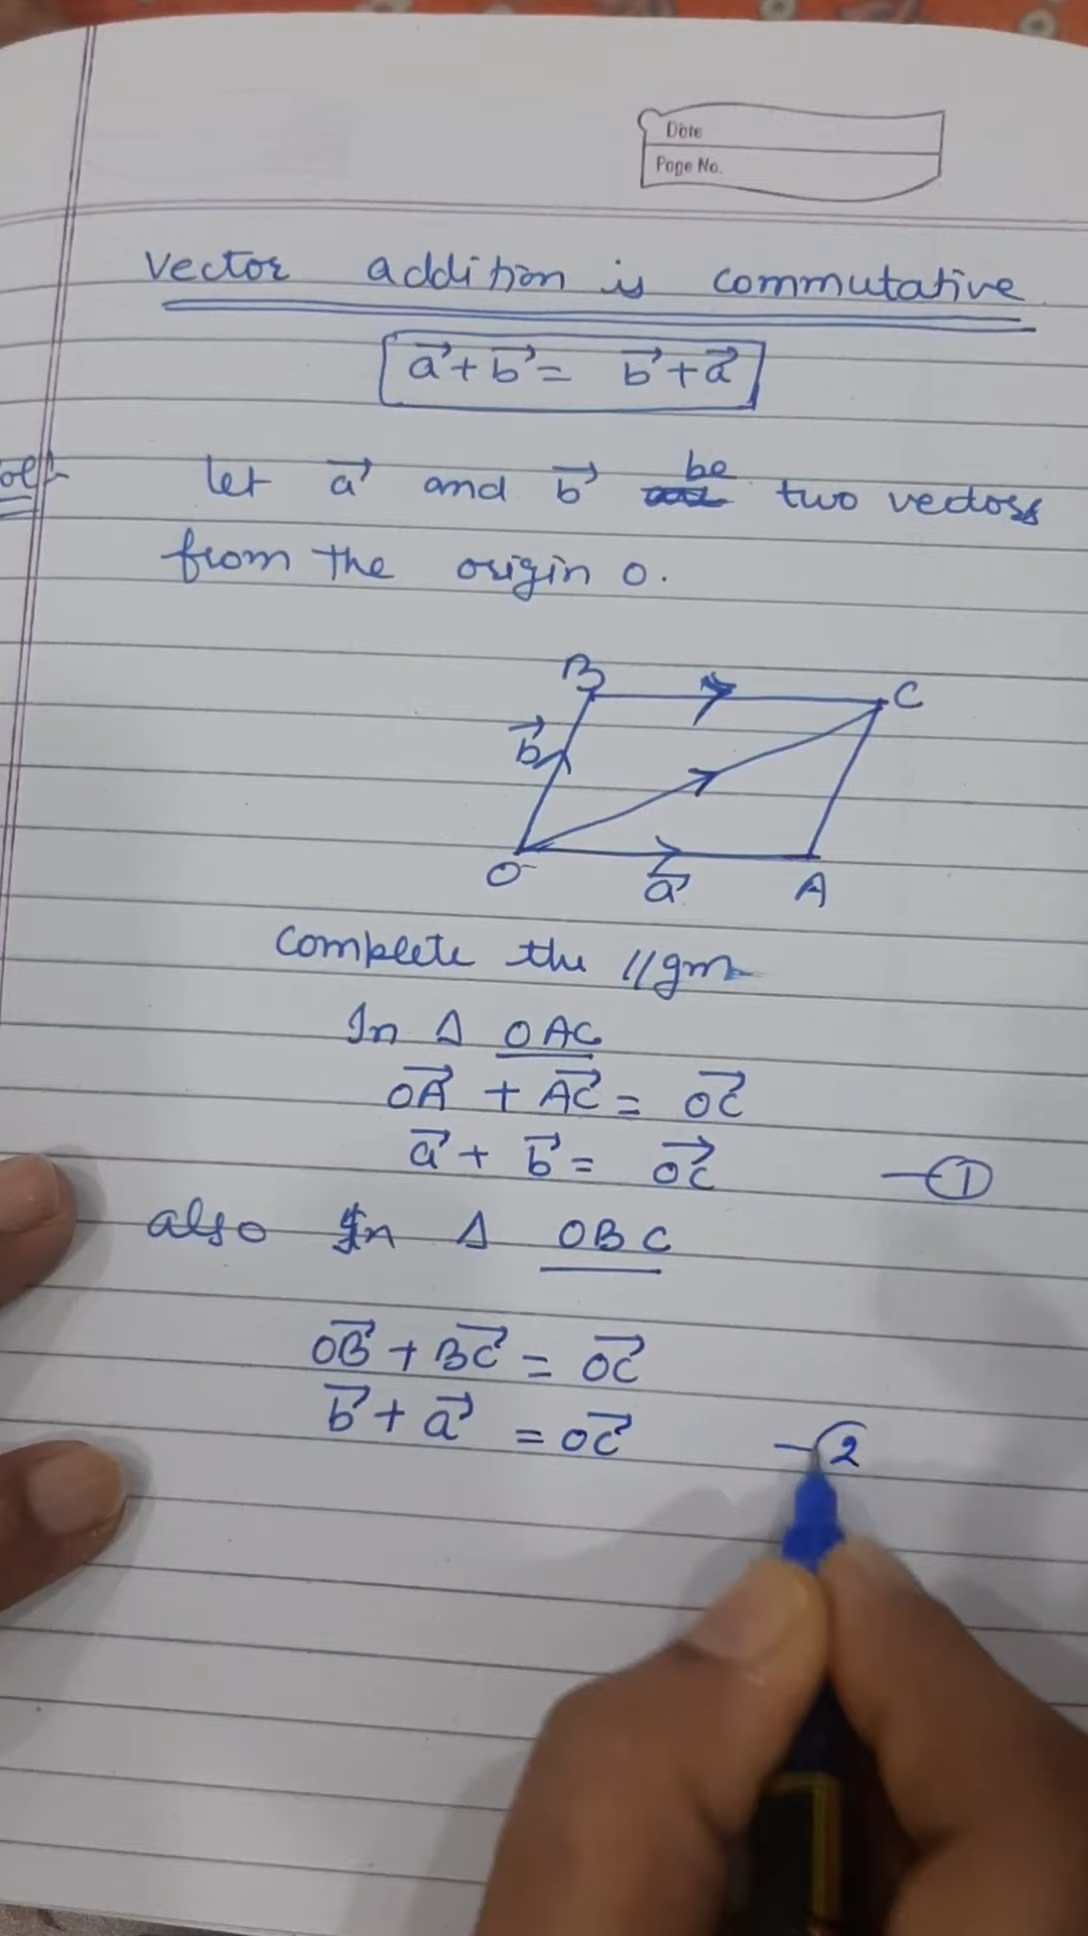 Date
Page No.
vector addition is commutative
a⃗ + b⃗ = b⃗ + a⃗
let a⃗ and b⃗ be two vectors
from the origin O.
B
C
b⃗
O
a⃗
A
Complete the //gm
In Δ OAC
OA⃗ + AC⃗ = OC⃗
a⃗ + b⃗ = OC⃗ —①
also In Δ OBC
OB⃗ + BC⃗ = OC⃗
b⃗ + a⃗ = OC⃗ —②